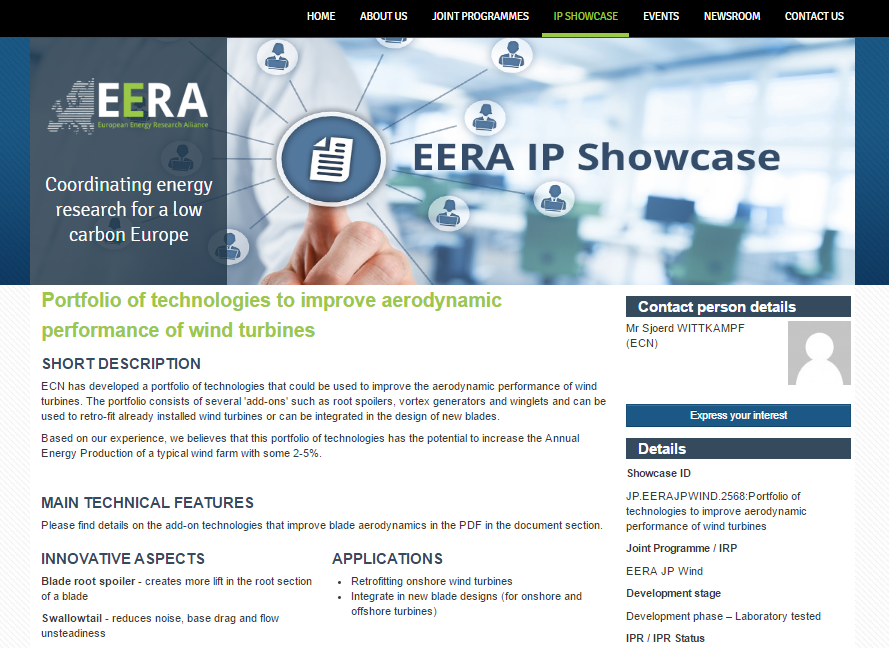 HOME ABOUT US JOINT PROGRAMMES IP SHOWCASE EVENTS NEWSROOM CONTACT US
EERA
European Energy Research Alliance
Coordinating energy
research for a low
carbon Europe
EERA IP Showcase
Portfolio of technologies to improve aerodynamic
performance of wind turbines
SHORT DESCRIPTION
ECN has developed a portfolio of technologies that could be used to improve the aerodynamic performance of wind
turbines. The portfolio consists of several 'add-ons' such as root spoilers, vortex generators and winglets and can be
used to retro-fit already installed wind turbines or can be integrated in the design of new blades.
Based on our experience, we believes that this portfolio of technologies has the potential to increase the Annual
Energy Production of a typical wind farm with some 2-5%.
MAIN TECHNICAL FEATURES
Please find details on the add-on technologies that improve blade aerodynamics in the PDF in the document section.
INNOVATIVE ASPECTS
Blade root spoiler - creates more lift in the root section
of a blade
Swallowtail - reduces noise, base drag and flow
unsteadiness
APPLICATIONS
• Retrofitting onshore wind turbines
• Integrate in new blade designs (for onshore and
offshore turbines)
Contact person details
Mr Sjoerd WITTKAMPF
(ECN)
Express your interest
Details
Showcase ID
JP.EERAJPWIND.2568:Portfolio of
technologies to improve aerodynamic
performance of wind turbines
Joint Programme / IRP
EERA JP Wind
Development stage
Development phase – Laboratory tested
IPR / IPR Status